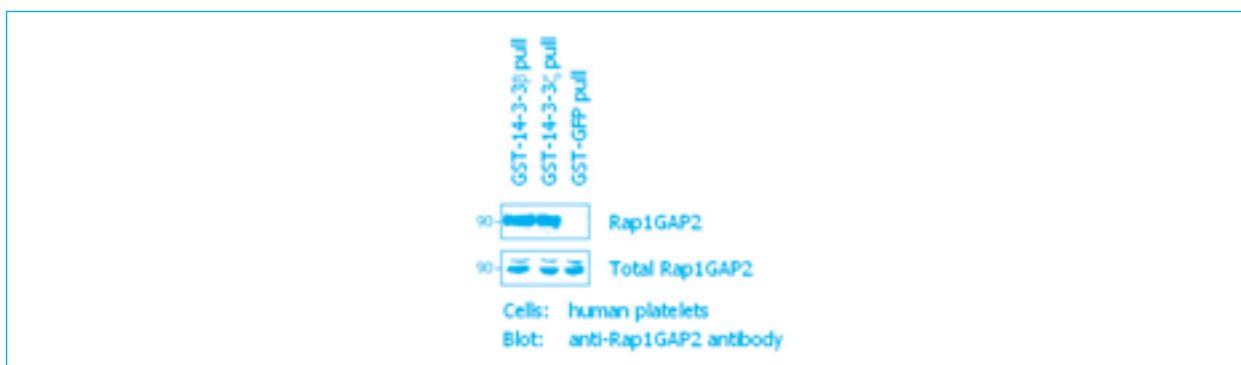 GST-14-3-3β pull
GST-14-3-3ζ pull
GST-GFP pull
90- Rap1GAP2
90- Total Rap1GAP2
Cells: human platelets
Blot: anti-Rap1GAP2 antibody